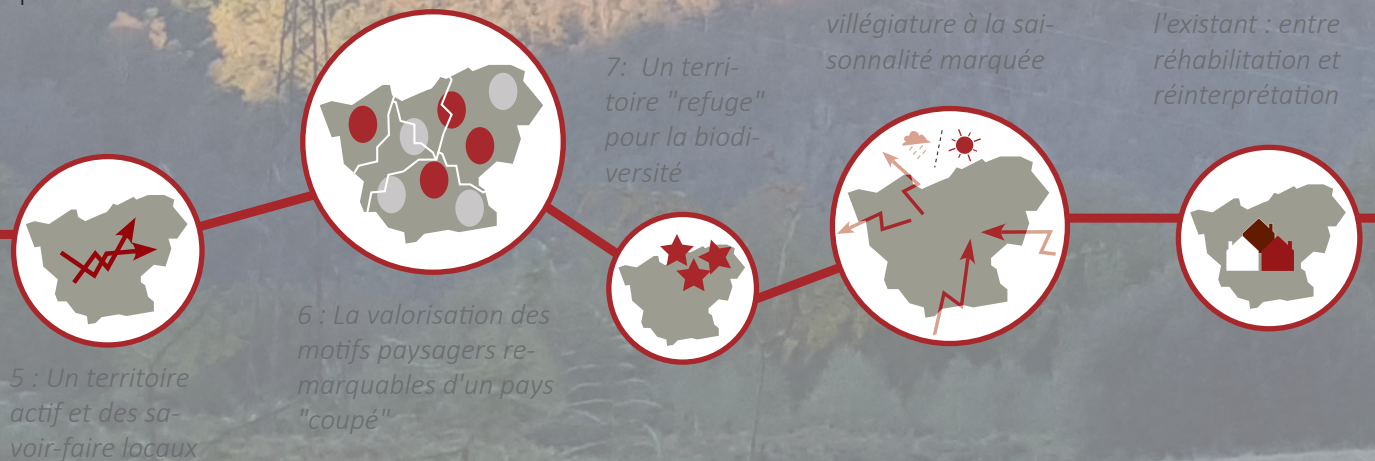 villégiature à la sai-
sonnalité marquée
l'existant : entre
réhabilitation et
réinterprétation
7: Un terri-
toire "refuge"
pour la biodi-
versité
6 : La valorisation des
motifs paysagers re-
marquables d'un pays
"coupé"
5 : Un territoire
actif et des sa-
voir-faire locaux